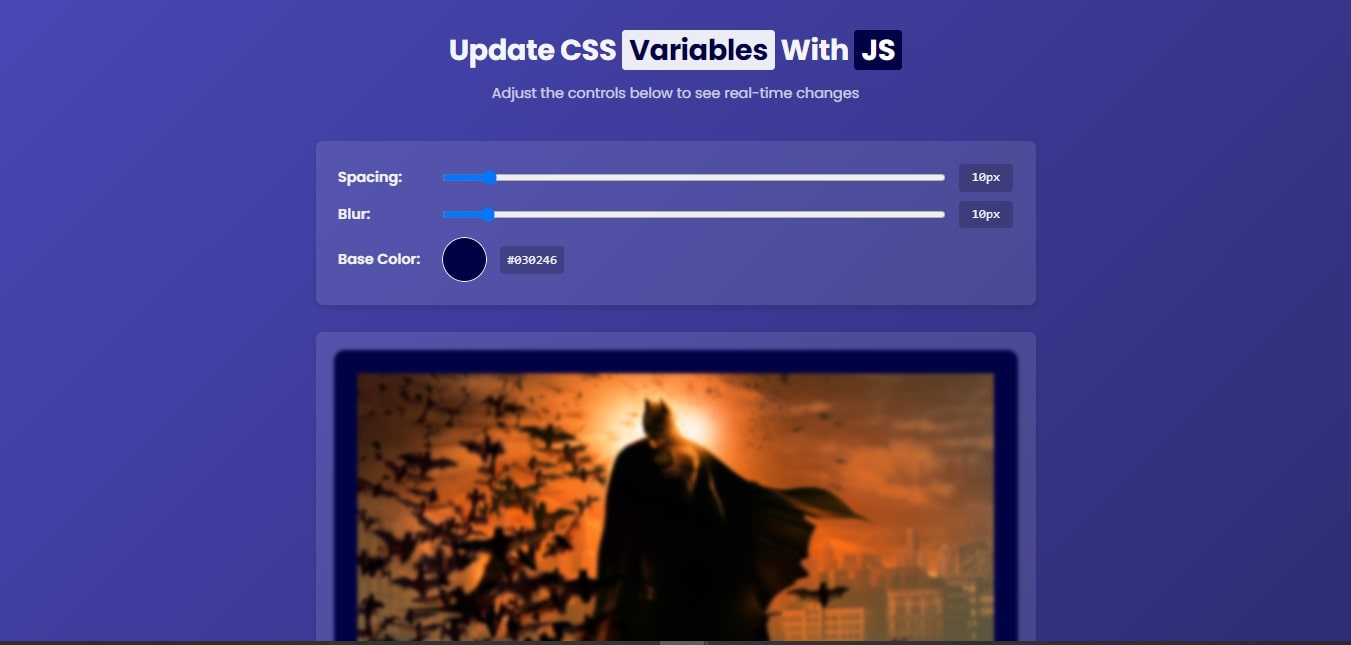 Update CSS Variables With JS
Adjust the controls below to see real-time changes
Spacing: 10px
Blur: 10px
Base Color: #030246